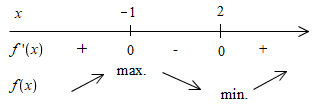 x −1 2
f'(x) + 0 - 0 +
max.
f(x) min.